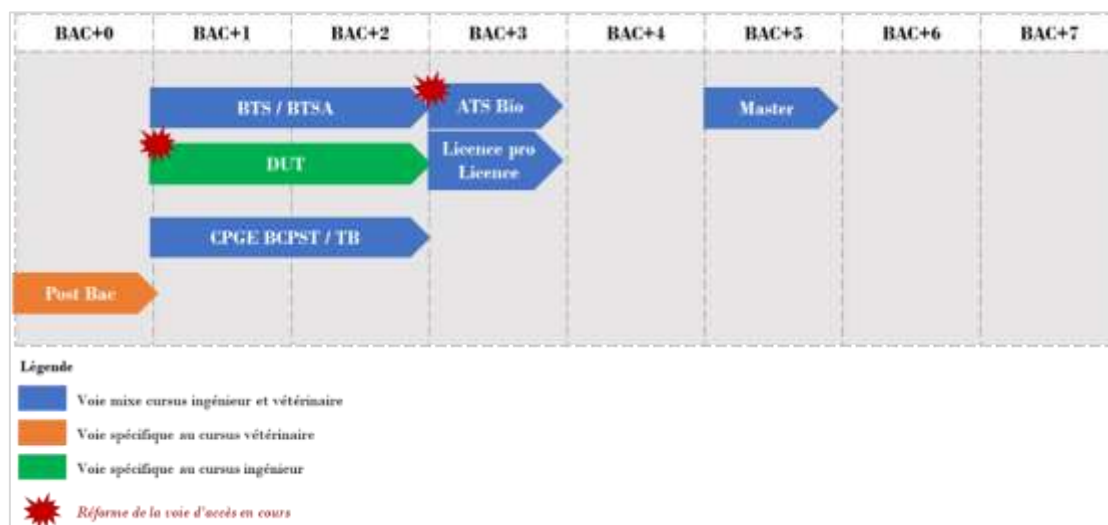 BAC+0 BAC+1 BAC+2 BAC+3 BAC+4 BAC+5 BAC+6 BAC+7
BTS / BTSA
ATS Bio
Master
DUT
Licence pro
Licence
CPGE BCPST / TB
Post Bac
Légende
Voie mixe cursus ingénieur et vétérinaire
Voie spécifique au cursus vétérinaire
Voie spécifique au cursus ingénieur
Réforme de la voie d'accès en cours